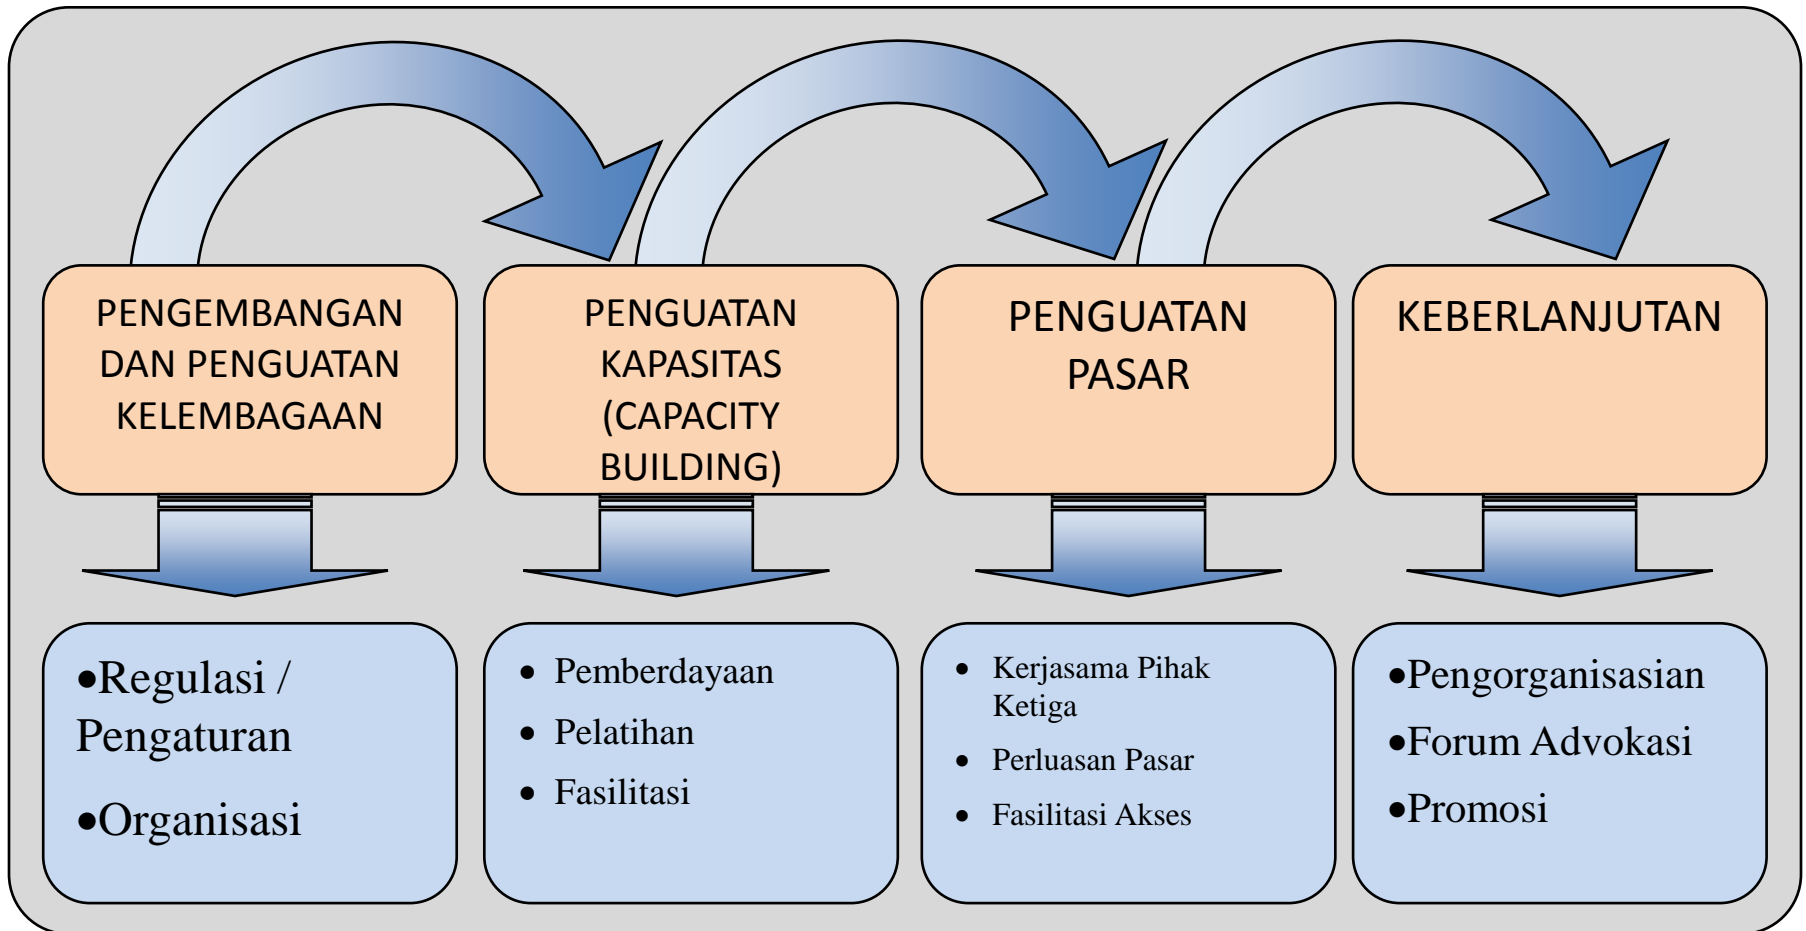 PENGEMBANGAN
DAN PENGUATAN
KELEMBAGAAN
PENGUATAN
KAPASITAS
(CAPACITY
BUILDING)
PENGUATAN
PASAR
KEBERLANJUTAN
•Regulasi /
Pengaturan
•Organisasi
• Pemberdayaan
• Pelatihan
• Fasilitasi
• Kerjasama Pihak
Ketiga
• Perluasan Pasar
• Fasilitasi Akses
•Pengorganisasian
•Forum Advokasi
•Promosi